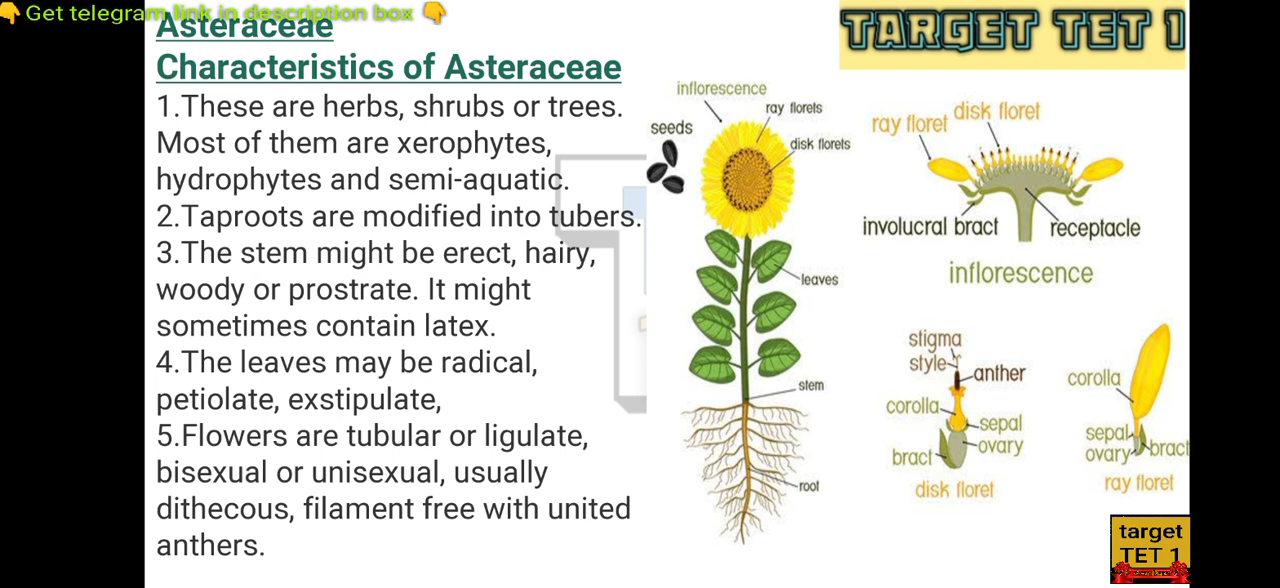 👇 Get telegram link in description box 👇
Asteraceae
Characteristics of Asteraceae
1.These are herbs, shrubs or trees.
Most of them are xerophytes,
hydrophytes and semi-aquatic.
2.Taproots are modified into tubers.
3.The stem might be erect, hairy,
woody or prostrate. It might
sometimes contain latex.
4.The leaves may be radical,
petiolate, exstipulate,
5.Flowers are tubular or ligulate,
bisexual or unisexual, usually
dithecous, filament free with united
anthers.
inflorescence
ray florets
seeds
disk florets
leaves
stem
root
TARGET TET 1
disk floret
ray floret
involucral bract
receptacle
inflorescence
stigma
style
anther
corolla
sepal
ovary
bract
disk floret
corolla
sepal
ovary
bract
ray floret
target
TET 1